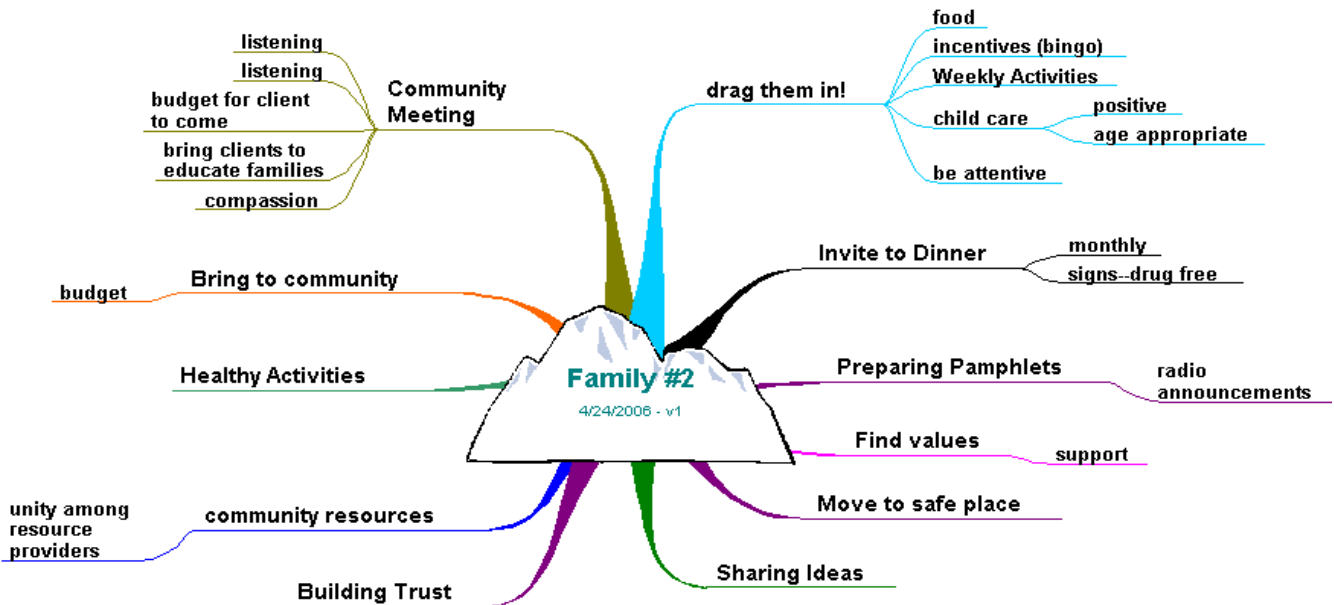 Family #2
4/24/2006 - v1
drag them in!
food
incentives (bingo)
Weekly Activities
child care
positive
age appropriate
be attentive
Invite to Dinner
monthly
signs--drug free
Preparing Pamphlets
radio
announcements
Find values
support
Move to safe place
Sharing Ideas
Building Trust
community resources
unity among
resource
providers
Healthy Activities
Bring to community
budget
Community
Meeting
listening
listening
budget for client
to come
bring clients to
educate families
compassion